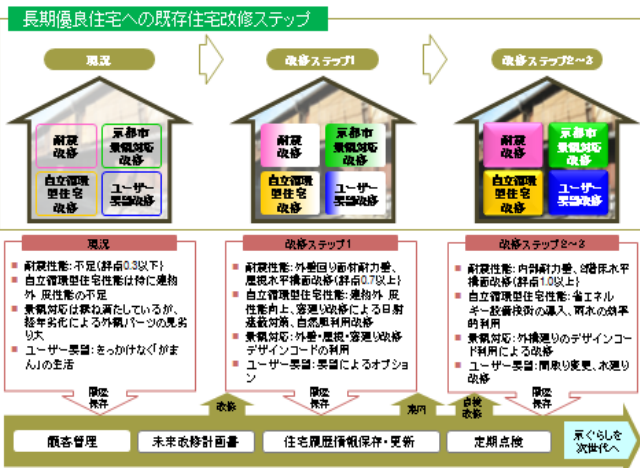 長期優良住宅への既存住宅改修ステップ
現況
改修ステップ1
改修ステップ2～3
耐震
改修
京都市
景観対応
改修
自立循環
型住宅
改修
ユーザー
要望改修
耐震
改修
京都市
景観対応
改修
自立循環
型住宅
改修
ユーザー
要望改修
耐震
改修
京都市
景観対応
改修
自立循環
型住宅
改修
ユーザー
要望改修
現況
耐震性能：不足(評点0.3以下)
自立循環型住宅性能は特に建物
外皮性能の不足
景観対応は概ね満たしているが、
経年劣化による外観パーツの見劣
り大
ユーザー要望：きっかけなく「がま
ん」の生活
改修ステップ1
耐震性能：外壁回り面材耐力壁、
屋根水平構面改修(評点0.7以上)
自立循環型住宅性能：建物外皮
性能向上、窓廻り改修による日射
遮蔽対策、自然風利用改修
景観対応：外壁・屋根・窓廻り改修
デザインコードの利用
ユーザー要望：要望によるオプショ
ン
改修ステップ2～3
耐震性能：内部耐力壁、2階床水平
構面改修(評点1.0以上)
自立循環型住宅性能：省エネル
ギー設備技術の導入、雨水の効率
的利用
景観対応：外構廻りのデザインコー
ド利用による改修
ユーザー要望：間取り変更、水廻り
改修
履歴
保存
改修
履歴
保存
案内
点検
改修
履歴
保存
顧客管理
未来改修計画書
住宅履歴情報保存・更新
定期点検
京ぐらしを
次世代へ